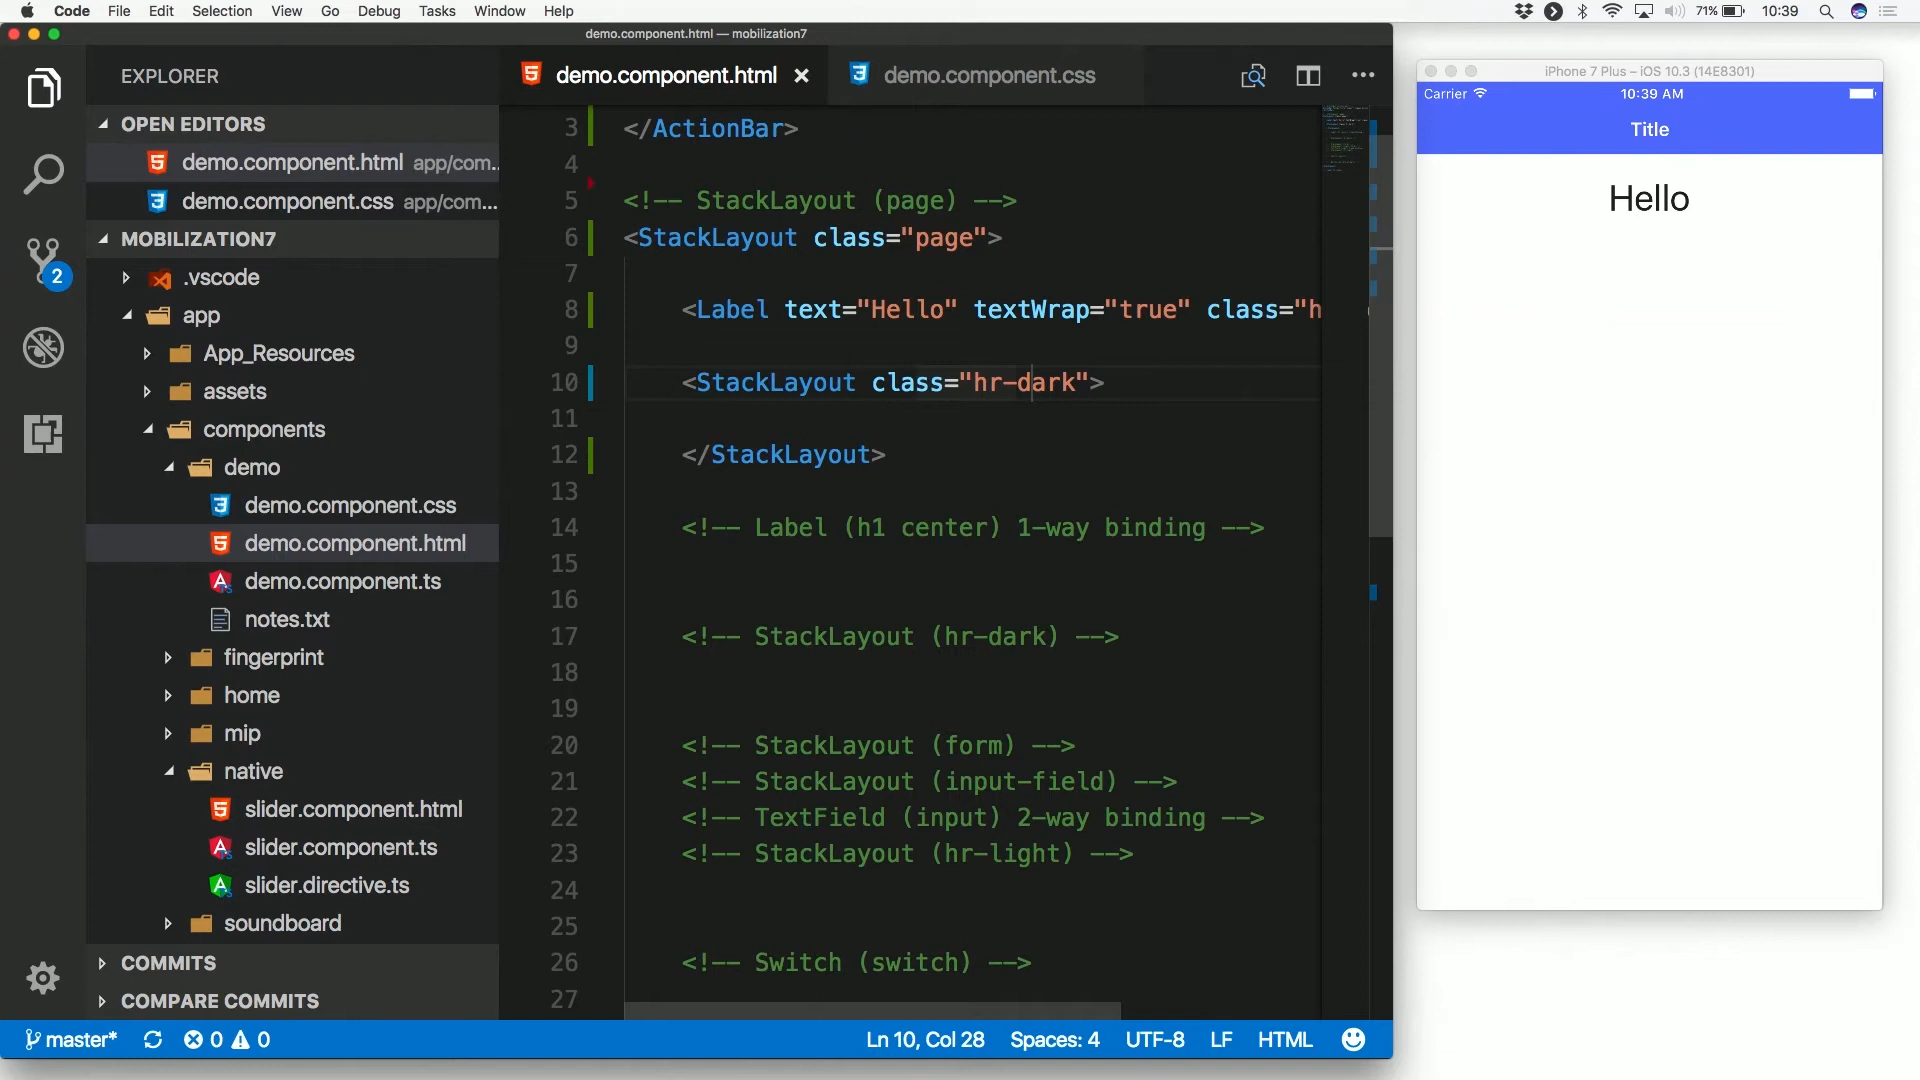 Code File Edit Selection View Go Debug Tasks Window Help
71% 10:39
demo.component.html — mobilization7
EXPLORER
OPEN EDITORS
demo.component.html app/com...
demo.component.css app/com...
MOBILIZATION7
.vscode
app
App_Resources
assets
components
demo
demo.component.css
demo.component.html
demo.component.ts
notes.txt
fingerprint
home
mip
native
slider.component.html
slider.component.ts
slider.directive.ts
soundboard
COMMITS
COMPARE COMMITS
2
demo.component.html
demo.component.css
3 </ActionBar>
4
5 <!-- StackLayout (page) -->
6 <StackLayout class="page">
7
8 <Label text="Hello" textWrap="true" class="h
9
10 <StackLayout class="hr-dark">
11
12 </StackLayout>
13
14 <!-- Label (h1 center) 1-way binding -->
15
16
17 <!-- StackLayout (hr-dark) -->
18
19
20 <!-- StackLayout (form) -->
21 <!-- StackLayout (input-field) -->
22 <!-- TextField (input) 2-way binding -->
23 <!-- StackLayout (hr-light) -->
24
25
26 <!-- Switch (switch) -->
27
master* 0 0 Ln 10, Col 28 Spaces: 4 UTF-8 LF HTML
iPhone 7 Plus – iOS 10.3 (14E8301)
Carrier 10:39 AM
Title
Hello